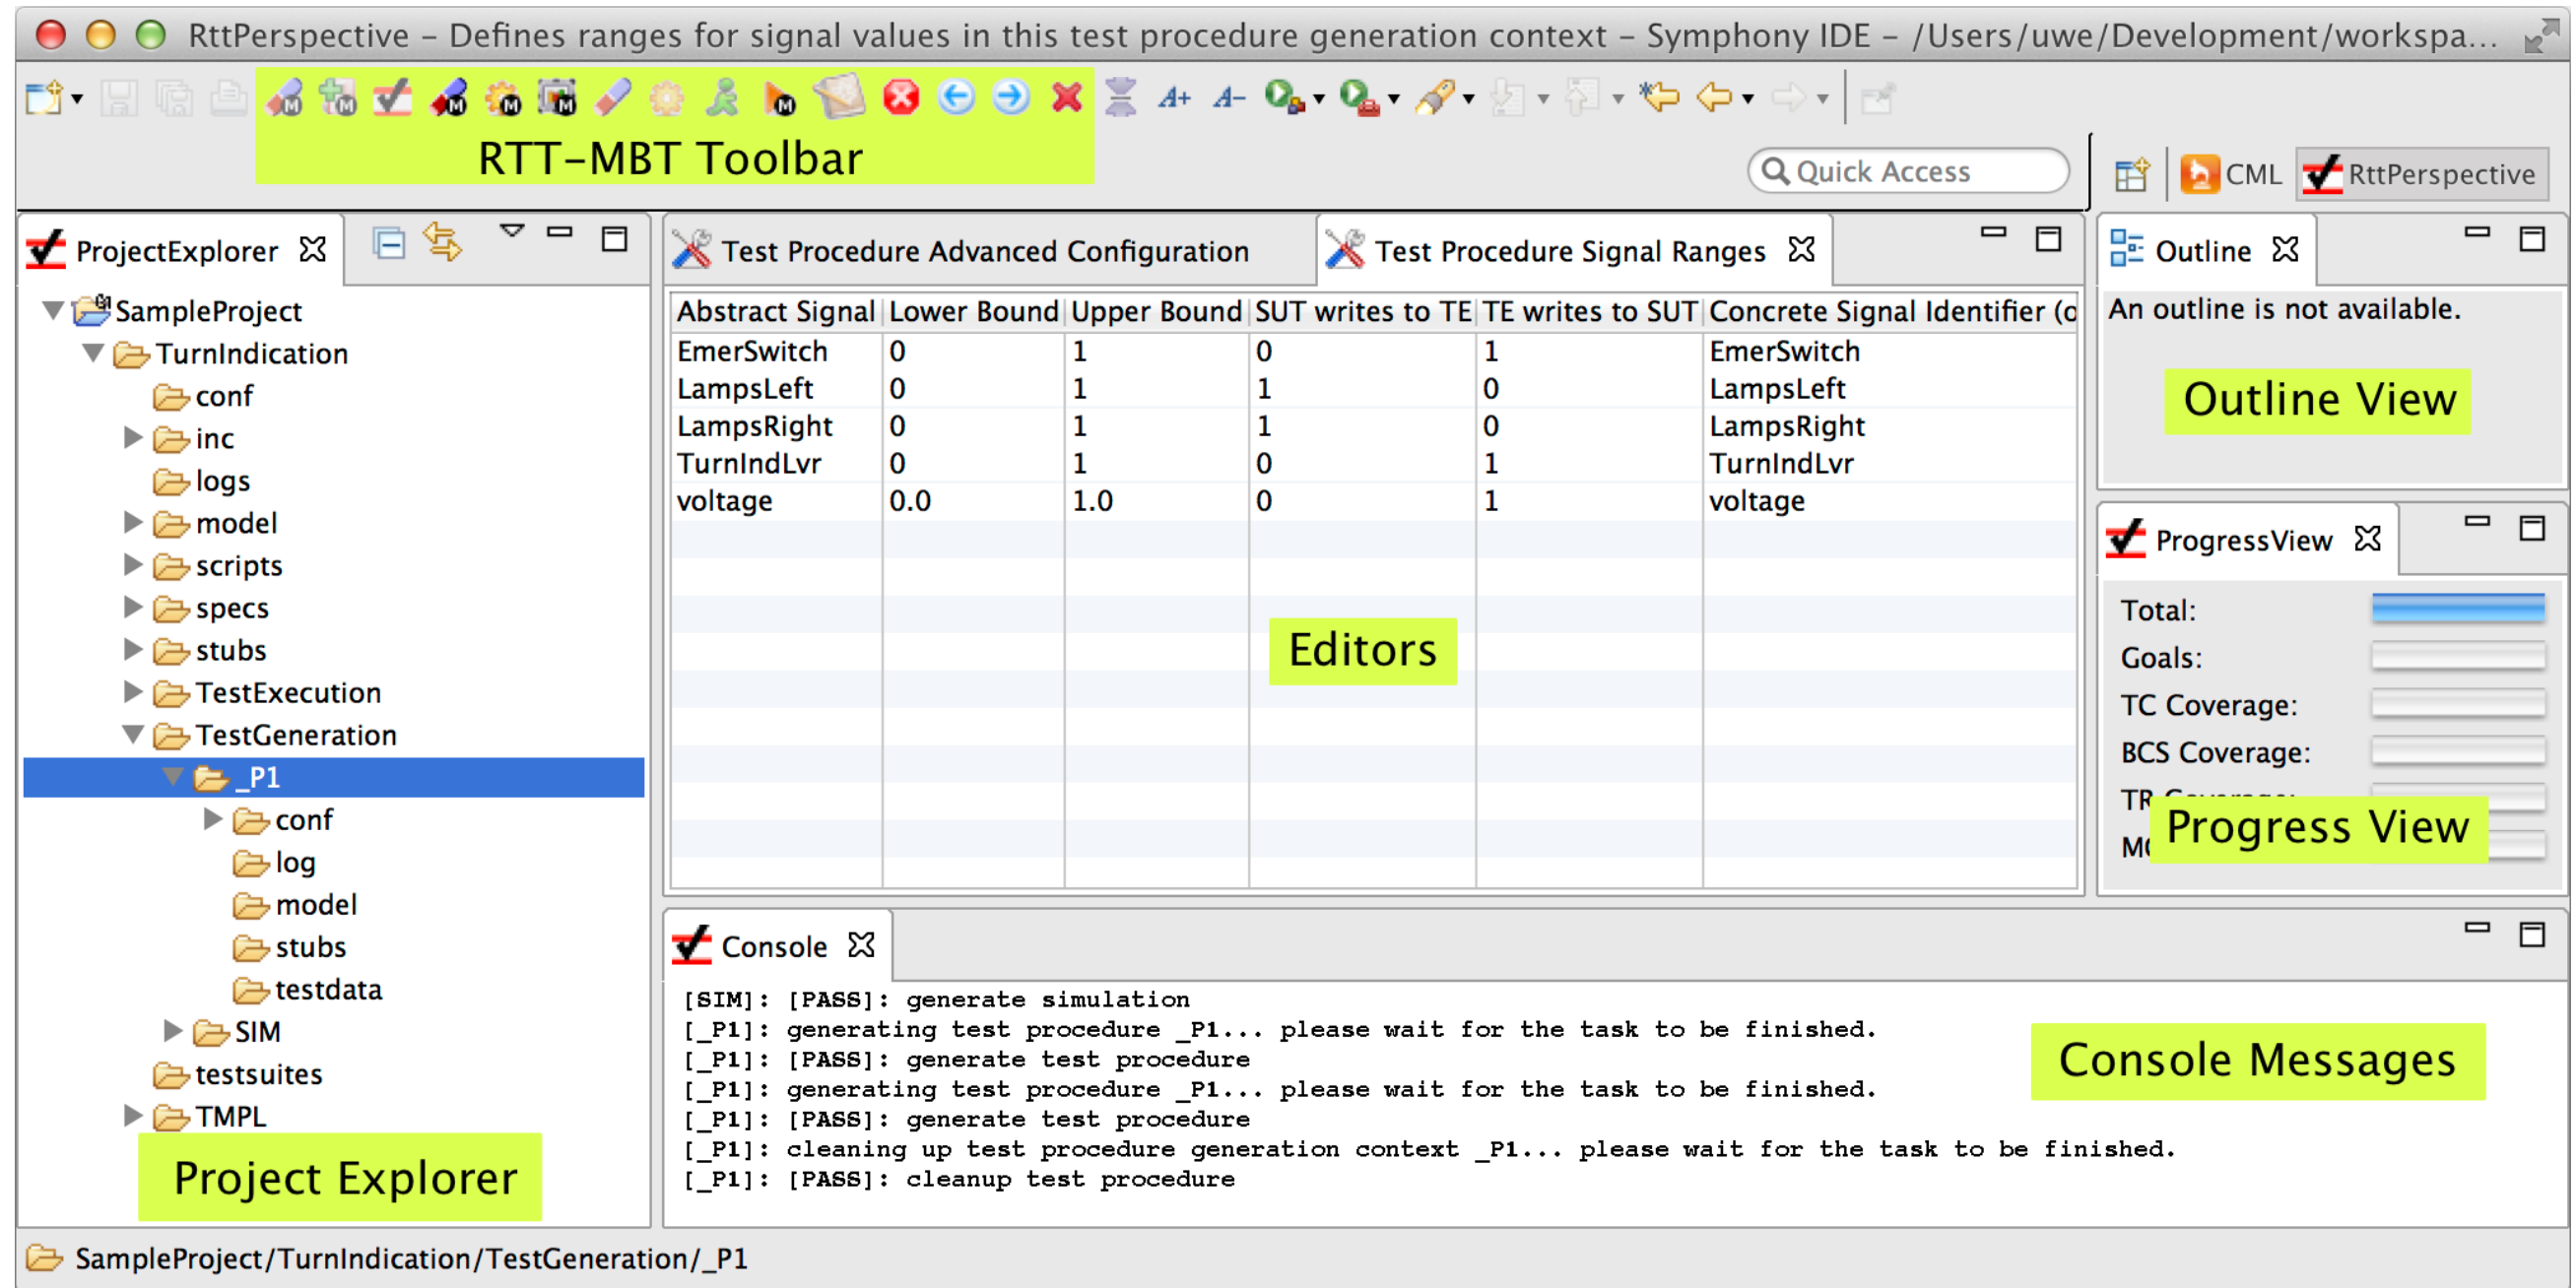 RttPerspective – Defines ranges for signal values in this test procedure generation context – Symphony IDE – /Users/uwe/Development/workspa...
A+ A-
RTT-MBT Toolbar
Quick Access
CML
RttPerspective
ProjectExplorer
SampleProject
TurnIndication
conf
inc
logs
model
scripts
specs
stubs
TestExecution
TestGeneration
_P1
conf
log
model
stubs
testdata
SIM
testsuites
TMPL
Project Explorer
Test Procedure Advanced Configuration
Test Procedure Signal Ranges
Abstract Signal Lower Bound Upper Bound SUT writes to TE TE writes to SUT Concrete Signal Identifier (o
EmerSwitch 0 1 0 1 EmerSwitch
LampsLeft 0 1 1 0 LampsLeft
LampsRight 0 1 1 0 LampsRight
TurnIndLvr 0 1 0 1 TurnIndLvr
voltage 0.0 1.0 0 1 voltage
Editors
Outline
An outline is not available.
Outline View
ProgressView
Total:
Goals:
TC Coverage:
BCS Coverage:
TR
Progress View
Console
[SIM]: [PASS]: generate simulation
[_P1]: generating test procedure _P1... please wait for the task to be finished.
[_P1]: [PASS]: generate test procedure
[_P1]: generating test procedure _P1... please wait for the task to be finished.
[_P1]: [PASS]: generate test procedure
[_P1]: cleaning up test procedure generation context _P1... please wait for the task to be finished.
[_P1]: [PASS]: cleanup test procedure
Console Messages
SampleProject/TurnIndication/TestGeneration/_P1